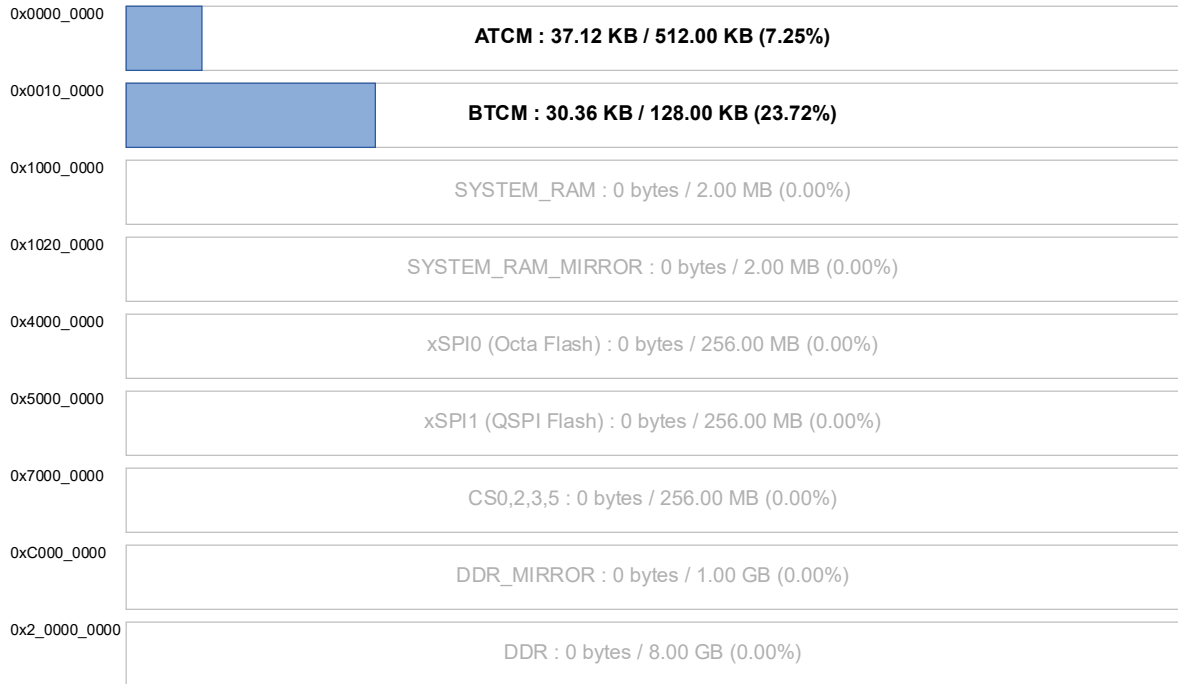 0x0000_0000
ATCM : 37.12 KB / 512.00 KB (7.25%)
0x0010_0000
BTCM : 30.36 KB / 128.00 KB (23.72%)
0x1000_0000
SYSTEM_RAM : 0 bytes / 2.00 MB (0.00%)
0x1020_0000
SYSTEM_RAM_MIRROR : 0 bytes / 2.00 MB (0.00%)
0x4000_0000
xSPI0 (Octa Flash) : 0 bytes / 256.00 MB (0.00%)
0x5000_0000
xSPI1 (QSPI Flash) : 0 bytes / 256.00 MB (0.00%)
0x7000_0000
CS0,2,3,5 : 0 bytes / 256.00 MB (0.00%)
0xC000_0000
DDR_MIRROR : 0 bytes / 1.00 GB (0.00%)
0x2_0000_0000
DDR : 0 bytes / 8.00 GB (0.00%)